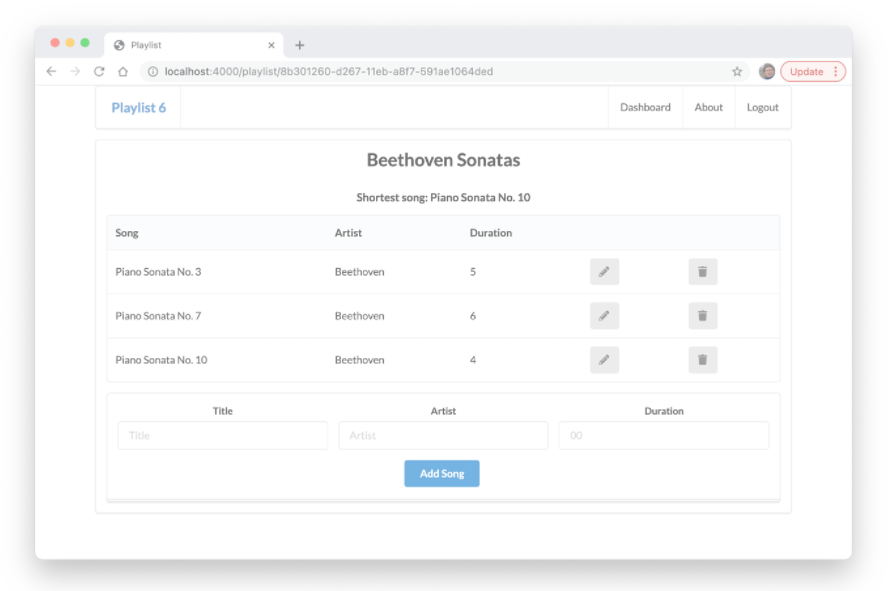 Playlist
localhost:4000/playlist/8b301260-d267-11eb-a8f7-591ae1064ded
Update
Playlist 6 Dashboard About Logout
Beethoven Sonatas
Shortest song: Piano Sonata No. 10
Song Artist Duration
Piano Sonata No. 3 Beethoven 5
Piano Sonata No. 7 Beethoven 6
Piano Sonata No. 10 Beethoven 4
Title Artist Duration
Title Artist 00
Add Song